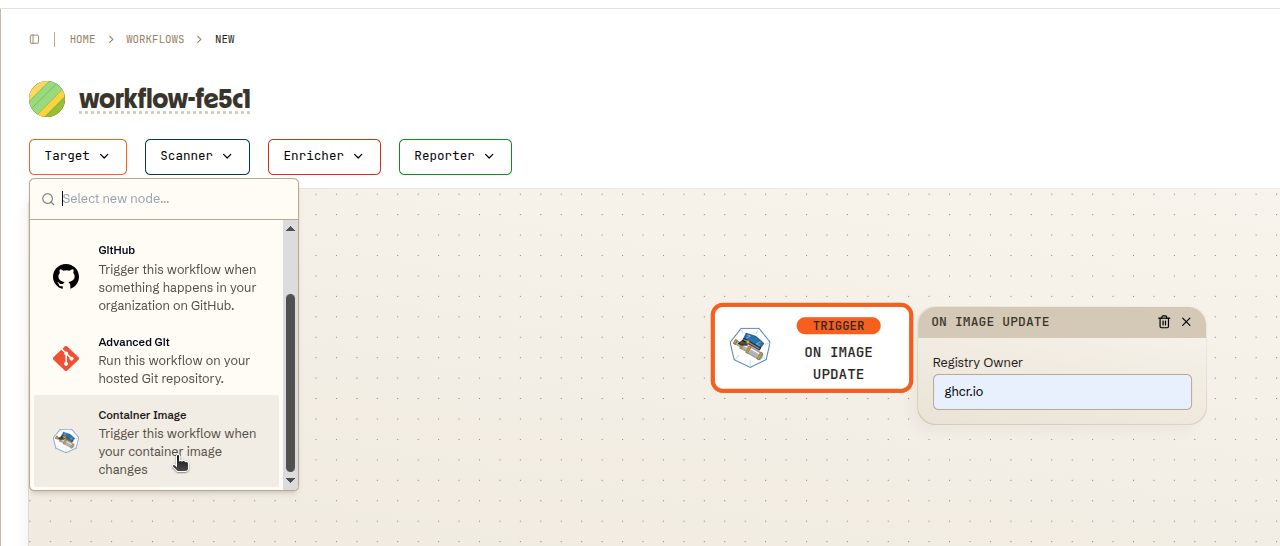 HOME > WORKFLOWS > NEW
workflow-fe5c1
Target
Scanner
Enricher
Reporter
Select new node...
GitHub
Trigger this workflow when
something happens in your
organization on GitHub.
Advanced Git
Run this workflow on your
hosted Git repository.
Container Image
Trigger this workflow when
your container image
changes
TRIGGER
ON IMAGE
UPDATE
ON IMAGE UPDATE
Registry Owner
ghcr.io